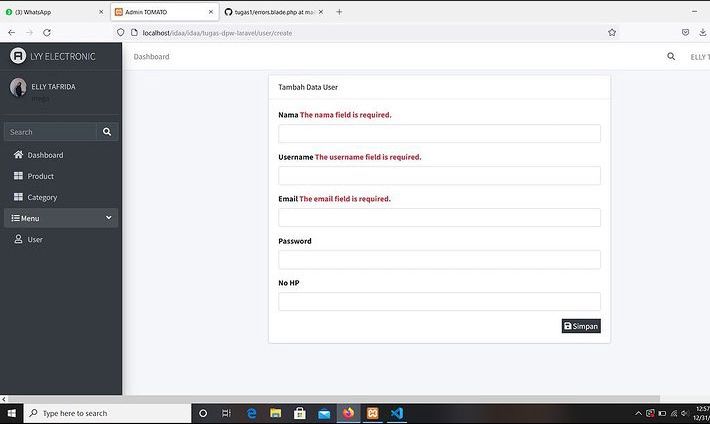 (3) WhatsApp
Admin TOMATO
tugas1/errors.blade.php at ma
localhost/idaa/idaa/tugas-dpw-laravel/user/create
LYY ELECTRONIC
Dashboard
ELLY T
ELLY TAFRIDA
Search
Dashboard
Product
Category
Menu
User
Tambah Data User
Nama The nama field is required.
Username The username field is required.
Email The email field is required.
Password
No HP
Simpan
Type here to search
12:57
12/31/